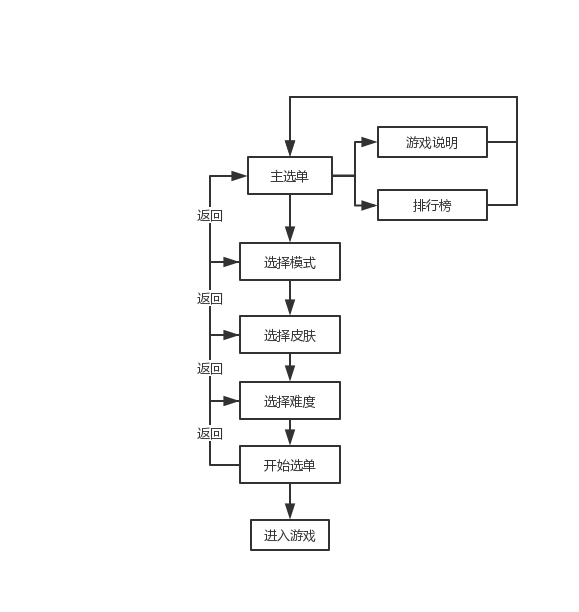 游戏说明
主选单
排行榜
返回
选择模式
返回
选择皮肤
返回
选择难度
返回
开始选单
进入游戏